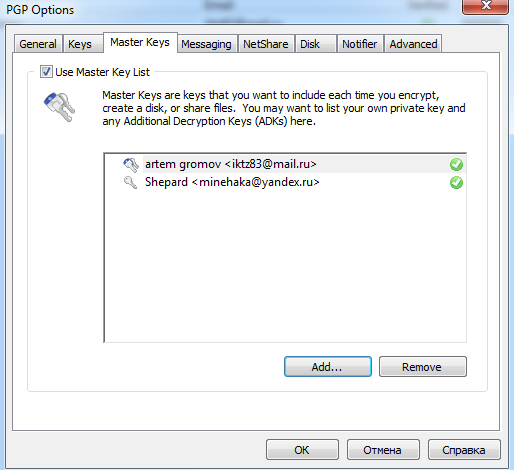 PGP Options
General Keys Master Keys Messaging NetShare Disk Notifier Advanced
Use Master Key List
Master Keys are keys that you want to include each time you encrypt,
create a disk, or share files. You may want to list your own private key and
any Additional Decryption Keys (ADKs) here.
artem gromov <iktz83@mail.ru>
Shepard <minehaka@yandex.ru>
Add... Remove
OK Отмена Справка